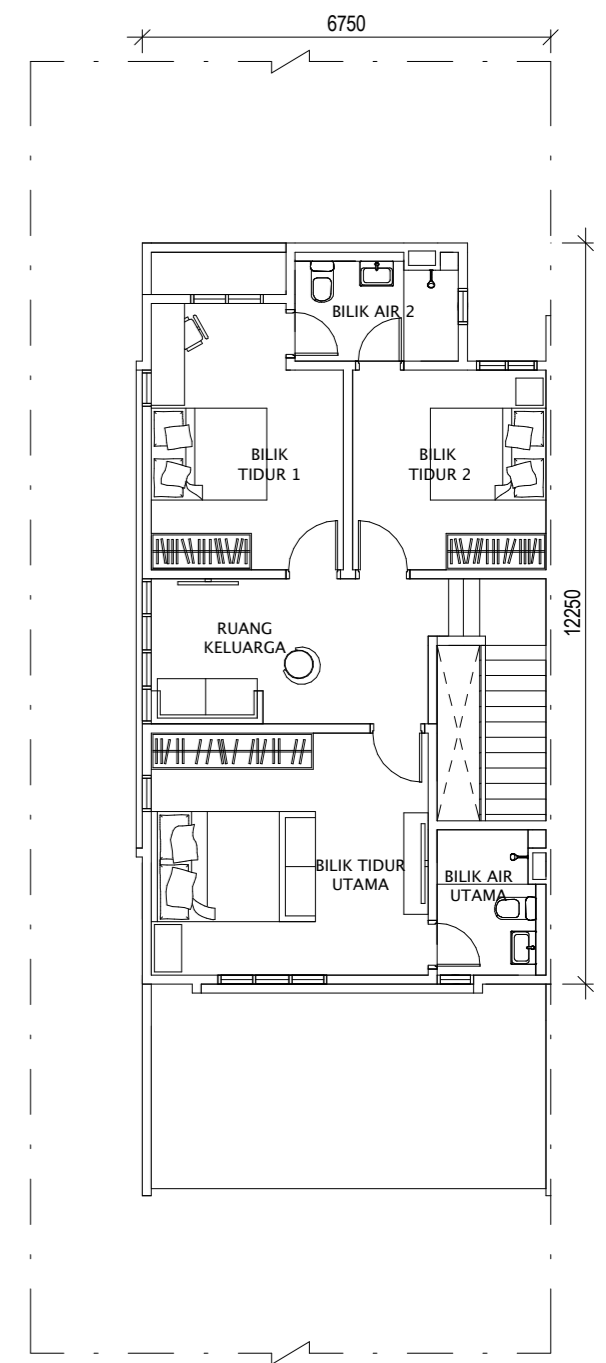 6750
BILIK AIR 2
BILIK
TIDUR 1
BILIK
TIDUR 2
12250
RUANG
KELUARGA
BILIK TIDUR
UTAMA
BILIK AIR
UTAMA